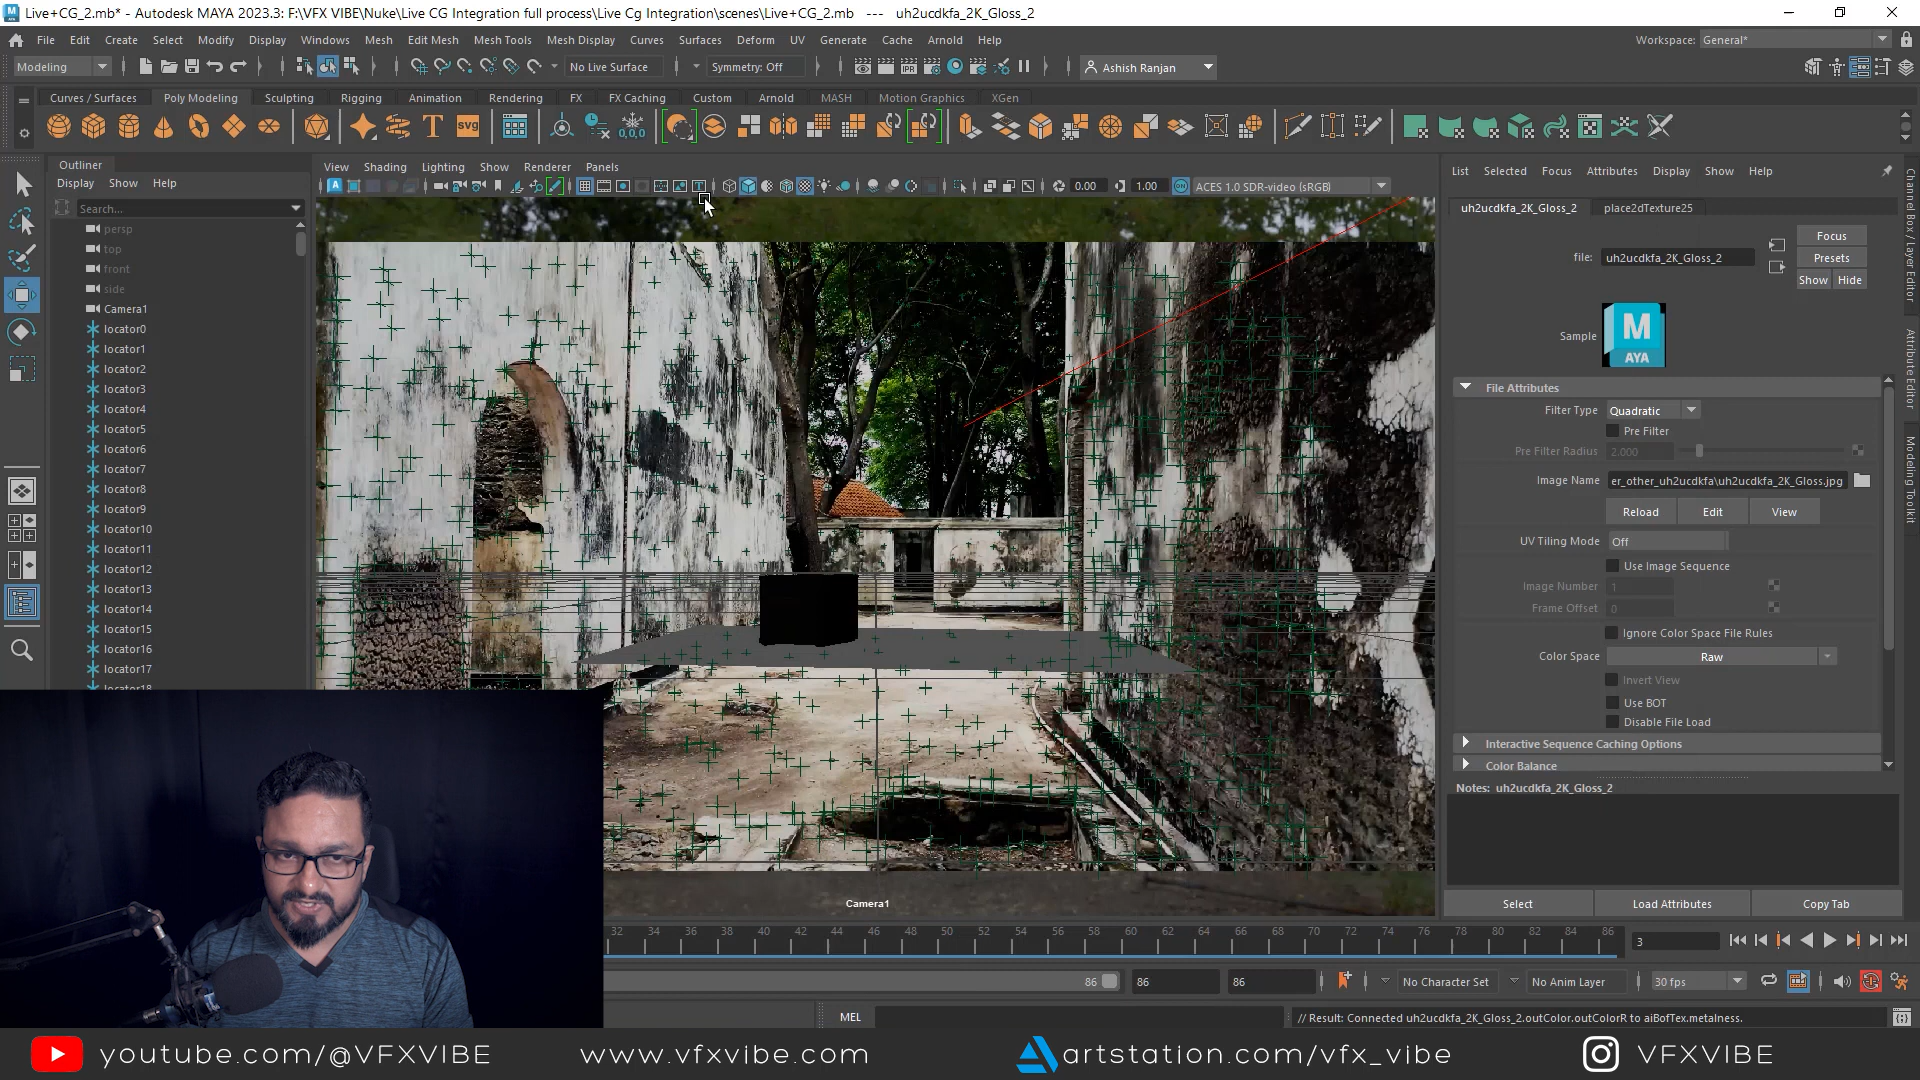 Live+CG_2.mb* - Autodesk MAYA 2023.3: F:\VFX VIBE\Nuke\Live CG Integration full process\Live Cg Integration\scenes\Live+CG_2.mb --- uh2ucdkfa_2K_Gloss_2
File Edit Create Select Modify Display Windows Mesh Edit Mesh Mesh Tools Mesh Display Curves Surfaces Deform UV Generate Cache Arnold Help Workspace: General*
Modeling No Live Surface Symmetry: Off Ashish Ranjan
Curves / Surfaces Poly Modeling Sculpting Rigging Animation Rendering FX FX Caching Custom Arnold MASH Motion Graphics XGen
Outliner
Display Show Help
Search...
persp
top
front
side
Camera1
locator0
locator1
locator2
locator3
locator4
locator5
locator6
locator7
locator8
locator9
locator10
locator11
locator12
locator13
locator14
locator15
locator16
locator17
locator18
View Shading Lighting Show Renderer Panels
0.00 1.00 ACES 1.0 SDR-video (sRGB)
Camera1
List Selected Focus Attributes Display Show Help
uh2ucdkfa_2K_Gloss_2 place2dTexture25
file: uh2ucdkfa_2K_Gloss_2
Focus
Presets
Show Hide
Sample
MAYA
File Attributes
Filter Type Quadratic
Pre Filter
Pre Filter Radius 2.000
Image Name er_other_uh2ucdkfa\uh2ucdkfa_2K_Gloss.jpg
Reload Edit View
UV Tiling Mode Off
Use Image Sequence
Image Number 1
Frame Offset 0
Ignore Color Space File Rules
Color Space Raw
Invert View
Use BOT
Disable File Load
Interactive Sequence Caching Options
Color Balance
Notes: uh2ucdkfa_2K_Gloss_2
Select Load Attributes Copy Tab
Channel Box / Layer Editor
Attribute Editor
Modeling Toolkit
32 34 36 38 40 42 44 46 48 50 52 54 56 58 60 62 64 66 68 70 72 74 76 78 80 82 84 86
3
86 86 86 No Character Set No Anim Layer 30 fps
MEL // Result: Connected uh2ucdkfa_2K_Gloss_2.outColor.outColorR to aiBofTex.metalness.
youtube.com/@VFXVIBE www.vfxvibe.com artstation.com/vfx_vibe VFXVIBE